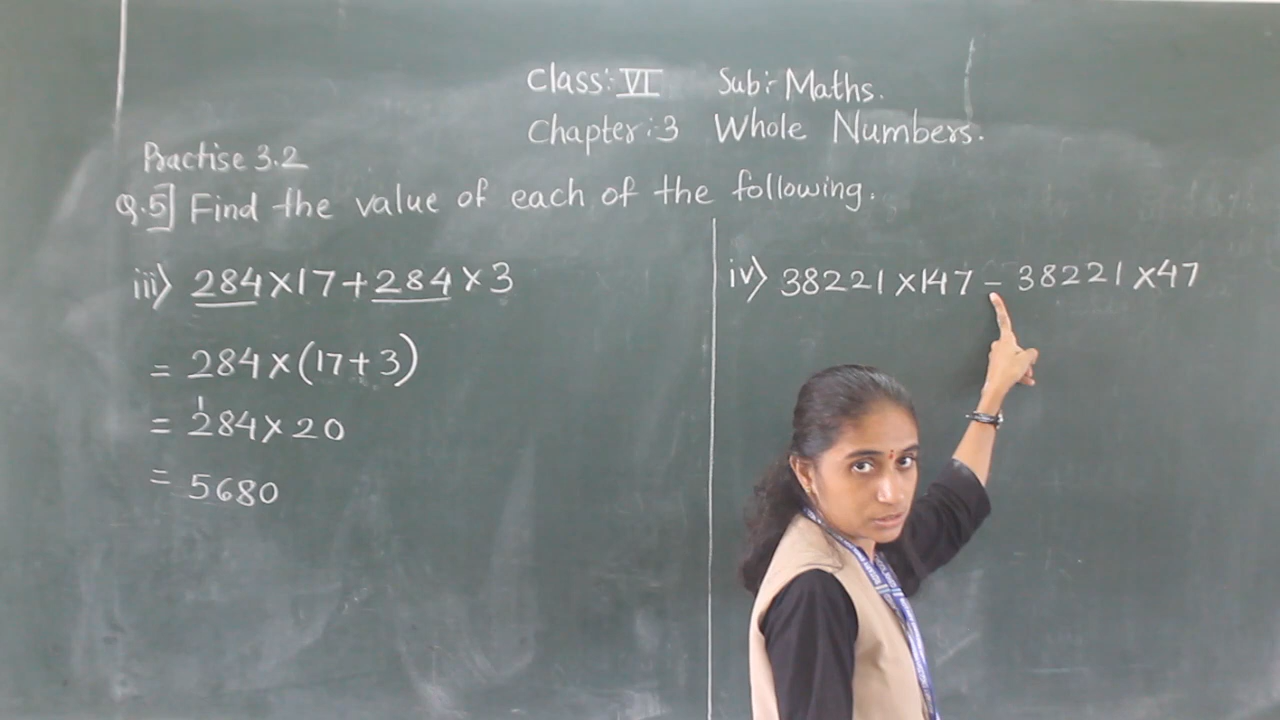 Class:- VI Sub:- Maths.
Chapter:-3 Whole Numbers.
Practise 3.2
Q.5] Find the value of each of the following.
iii) 284×17+284×3
= 284×(17+3)
1
= 284×20
= 5680
iv) 38221×147-38221×47